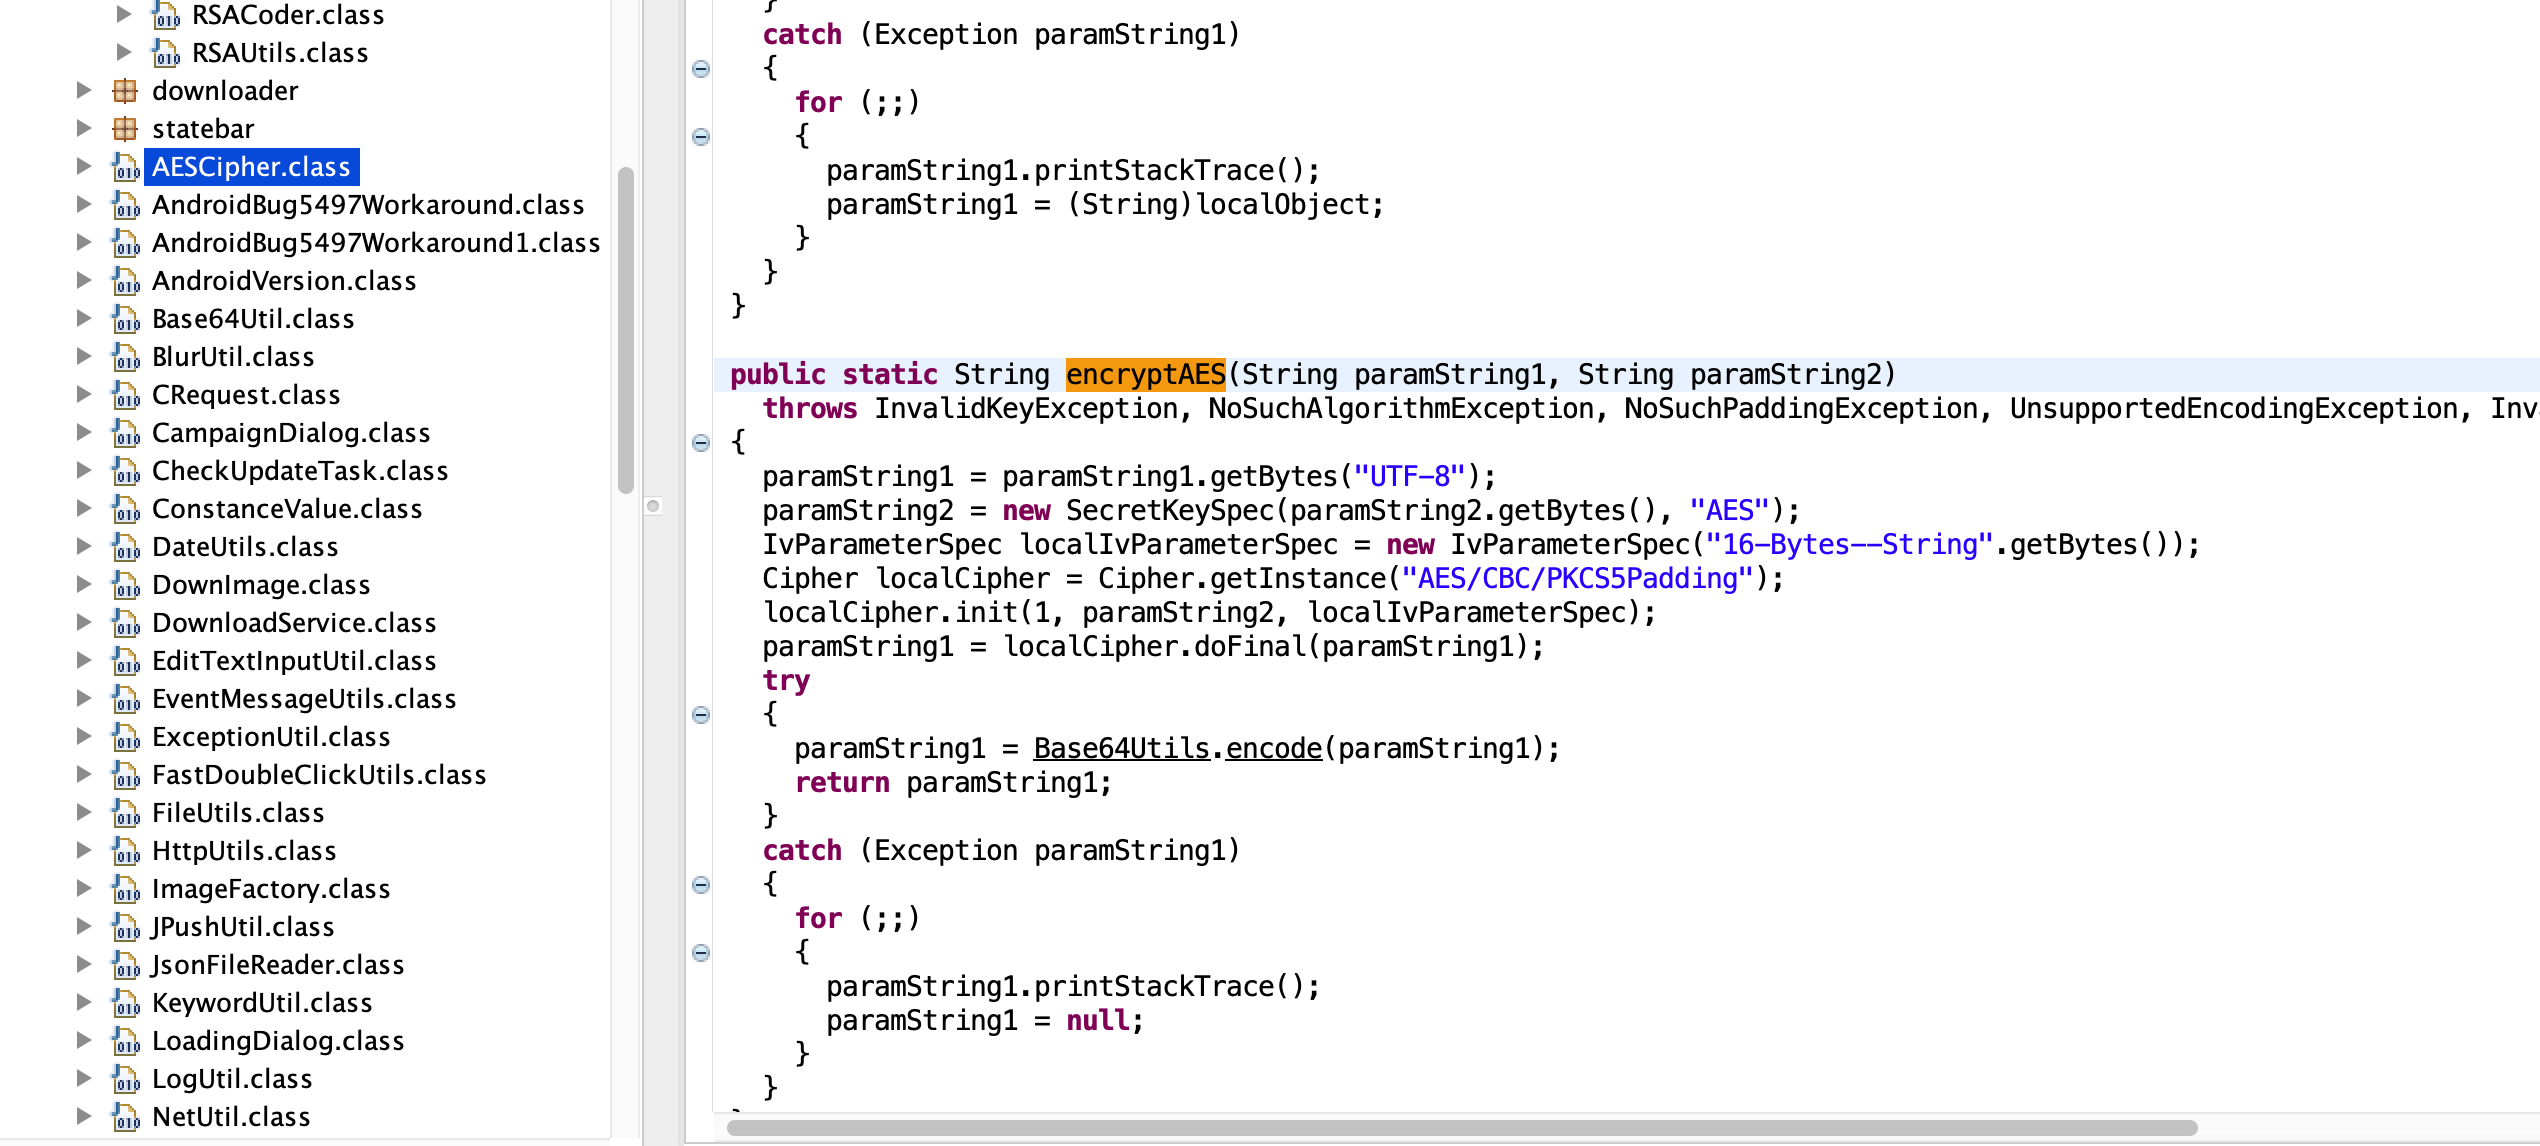 RSACoder.class
RSAUtils.class
downloader
statebar
AESCipher.class
AndroidBug5497Workaround.class
AndroidBug5497Workaround1.class
AndroidVersion.class
Base64Util.class
BlurUtil.class
CRequest.class
CampaignDialog.class
CheckUpdateTask.class
ConstanceValue.class
DateUtils.class
DownImage.class
DownloadService.class
EditTextInputUtil.class
EventMessageUtils.class
ExceptionUtil.class
FastDoubleClickUtils.class
FileUtils.class
HttpUtils.class
ImageFactory.class
JPushUtil.class
JsonFileReader.class
KeywordUtil.class
LoadingDialog.class
LogUtil.class
NetUtil.class
}
catch (Exception paramString1)
{
for (;;)
{
paramString1.printStackTrace();
paramString1 = (String)localObject;
}
}
}
public static String encryptAES(String paramString1, String paramString2)
throws InvalidKeyException, NoSuchAlgorithmException, NoSuchPaddingException, UnsupportedEncodingException, Inv
{
paramString1 = paramString1.getBytes("UTF-8");
paramString2 = new SecretKeySpec(paramString2.getBytes(), "AES");
IvParameterSpec localIvParameterSpec = new IvParameterSpec("16-Bytes--String".getBytes());
Cipher localCipher = Cipher.getInstance("AES/CBC/PKCS5Padding");
localCipher.init(1, paramString2, localIvParameterSpec);
paramString1 = localCipher.doFinal(paramString1);
try
{
paramString1 = Base64Utils.encode(paramString1);
return paramString1;
}
catch (Exception paramString1)
{
for (;;)
{
paramString1.printStackTrace();
paramString1 = null;
}
}